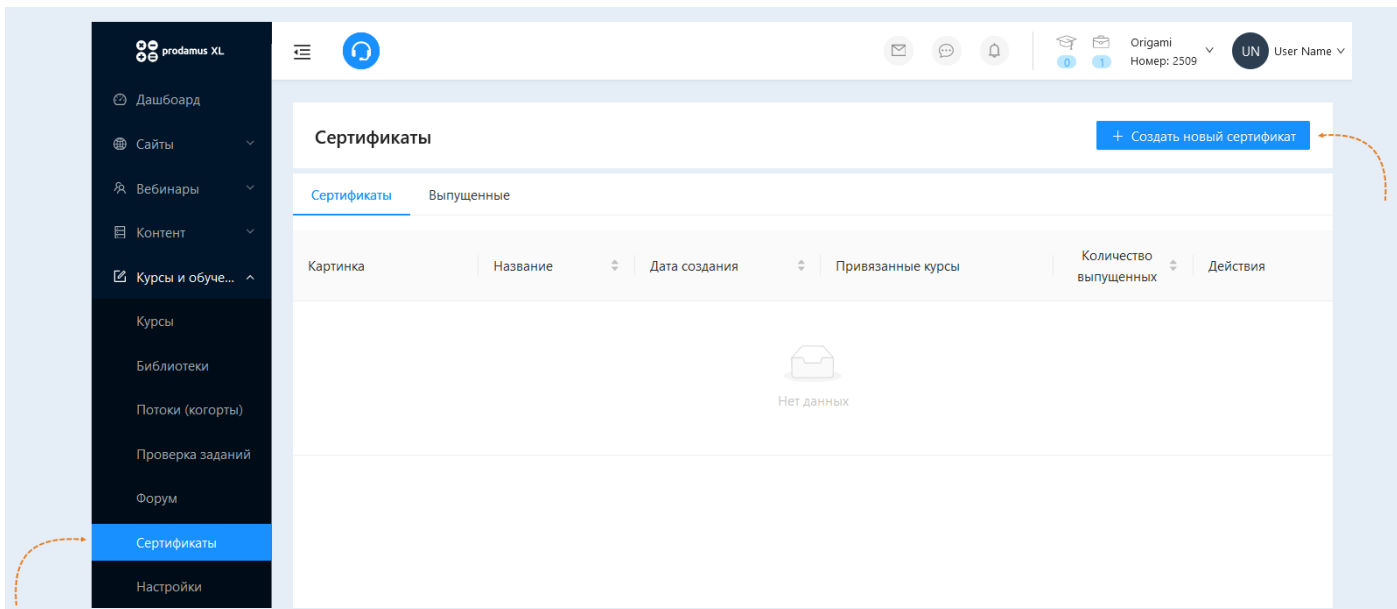 prodamus XL
Origami
Номер: 2509
0
1
UN
User Name
Дашбоард
Сайты
Вебинары
Контент
Курсы и обуче...
Курсы
Библиотеки
Потоки (когорты)
Проверка заданий
Форум
Сертификаты
Настройки
Сертификаты
+ Создать новый сертификат
Сертификаты
Выпущенные
Картинка
Название
Дата создания
Привязанные курсы
Количество
выпущенных
Действия
Нет данных